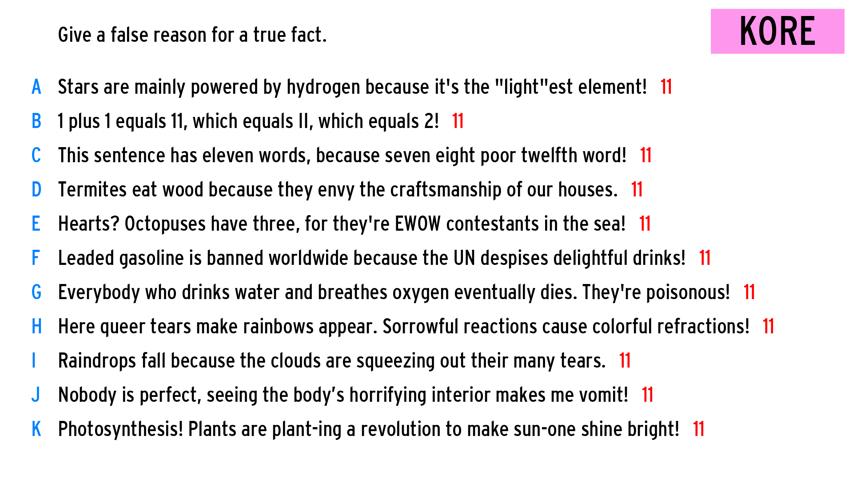 Give a false reason for a true fact.
KORE
A Stars are mainly powered by hydrogen because it's the "light"est element! 11
B 1 plus 1 equals 11, which equals II, which equals 2! 11
C This sentence has eleven words, because seven eight poor twelfth word! 11
D Termites eat wood because they envy the craftsmanship of our houses. 11
E Hearts? Octopuses have three, for they're EWOW contestants in the sea! 11
F Leaded gasoline is banned worldwide because the UN despises delightful drinks! 11
G Everybody who drinks water and breathes oxygen eventually dies. They're poisonous! 11
H Here queer tears make rainbows appear. Sorrowful reactions cause colorful refractions! 11
I Raindrops fall because the clouds are squeezing out their many tears. 11
J Nobody is perfect, seeing the body’s horrifying interior makes me vomit! 11
K Photosynthesis! Plants are plant-ing a revolution to make sun-one shine bright! 11